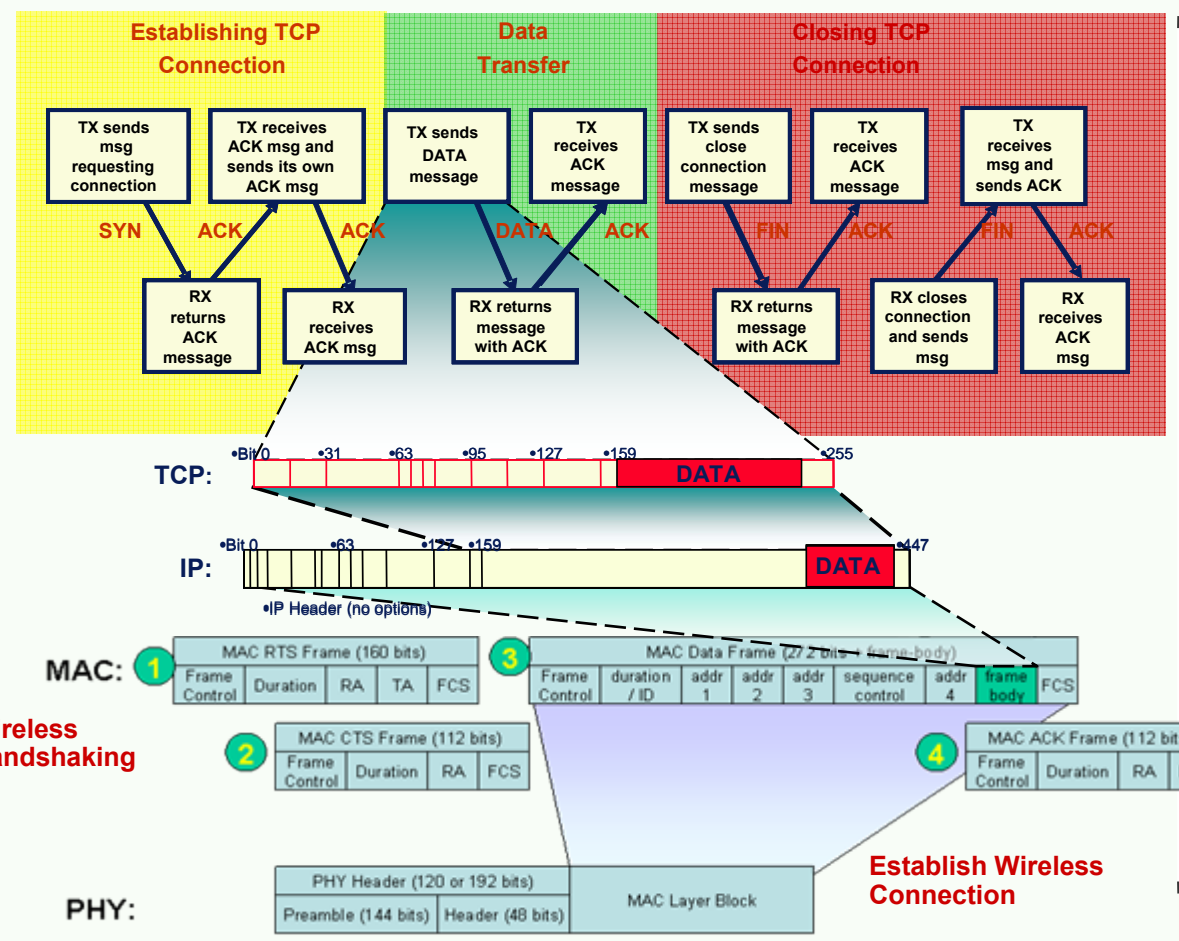 Establishing TCP
Connection
Data
Transfer
Closing TCP
Connection
TX sends
msg
requesting
connection
TX receives
ACK msg and
sends its own
ACK msg
TX sends
DATA
message
TX
receives
ACK
message
TX sends
close
connection
message
TX
receives
ACK
message
TX
receives
msg and
sends ACK
SYN
ACK
ACK
DATA
ACK
FIN
ACK
FIN
ACK
RX
returns
ACK
message
RX
receives
ACK msg
RX returns
message
with ACK
RX returns
message
with ACK
RX closes
connection
and sends
msg
RX
receives
ACK
msg
•Bit 0 •31 •63 •95 •127 •159 •255
TCP:
DATA
•Bit 0 •63 •127 •159 •447
IP:
DATA
•IP Header (no options)
MAC:
1
MAC RTS Frame (160 bits)
Frame
Control
Duration
RA
TA
FCS
3
MAC Data Frame (272 bits + frame-body)
Frame
Control
duration
/ ID
addr
1
addr
2
addr
3
sequence
control
addr
4
frame
body
FCS
reless
andshaking
2
MAC CTS Frame (112 bits)
Frame
Control
Duration
RA
FCS
4
MAC ACK Frame (112 bit
Frame
Control
Duration
RA
Establish Wireless
Connection
PHY:
PHY Header (120 or 192 bits)
Preamble (144 bits)
Header (48 bits)
MAC Layer Block